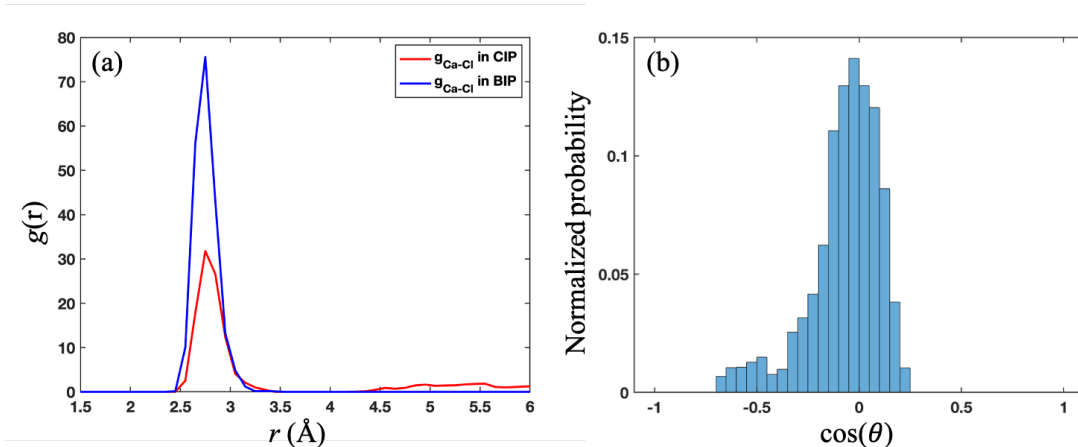 (a)
g_Ca-Cl in CIP
g_Ca-Cl in BIP
80
70
60
50
40
30
20
10
0
g(r)
1.5 2 2.5 3 3.5 4 4.5 5 5.5 6
r (Å)
(b)
0.15
0.1
0.05
0
Normalized probability
-1 -0.5 0 0.5 1
cos(θ)